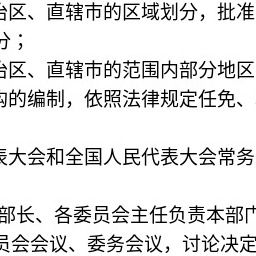 治区、直辖市的区域划分，批准
分；
治区、直辖市的范围内部分地区
构的编制，依照法律规定任免、
表大会和全国人民代表大会常务
部长、各委员会主任负责本部门
员会会议、委务会议，讨论决定